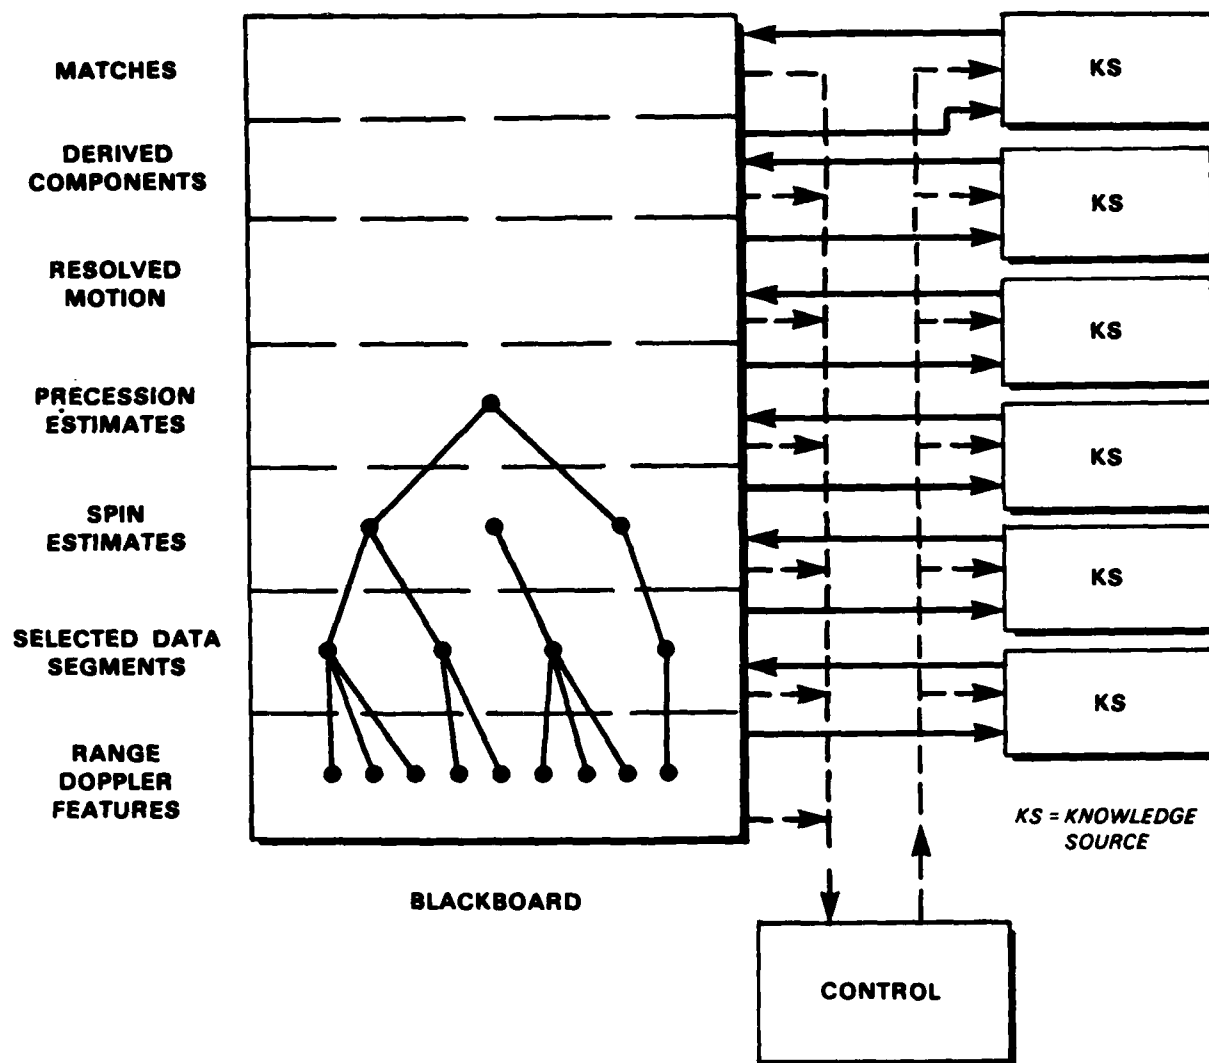 MATCHES
KS
DERIVED
COMPONENTS
KS
RESOLVED
MOTION
KS
PRECESSION
ESTIMATES
KS
SPIN
ESTIMATES
KS
SELECTED DATA
SEGMENTS
KS
RANGE
DOPPLER
FEATURES
KS = KNOWLEDGE
SOURCE
BLACKBOARD
CONTROL